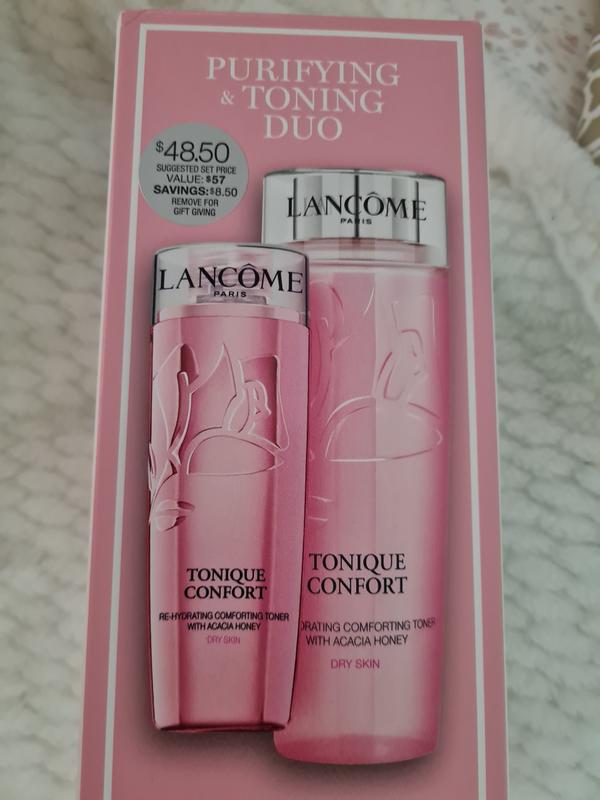 PURIFYING
& TONING
DUO
$48.50
SUGGESTED SET PRICE
VALUE: $57
SAVINGS: $8.50
REMOVE FOR
GIFT GIVING
LANCÔME
PARIS
TONIQUE
CONFORT
RE-HYDRATING COMFORTING TONER
WITH ACACIA HONEY
DRY SKIN
LANCÔME
PARIS
TONIQUE
CONFORT
DRATING COMFORTING TONER
WITH ACACIA HONEY
DRY SKIN